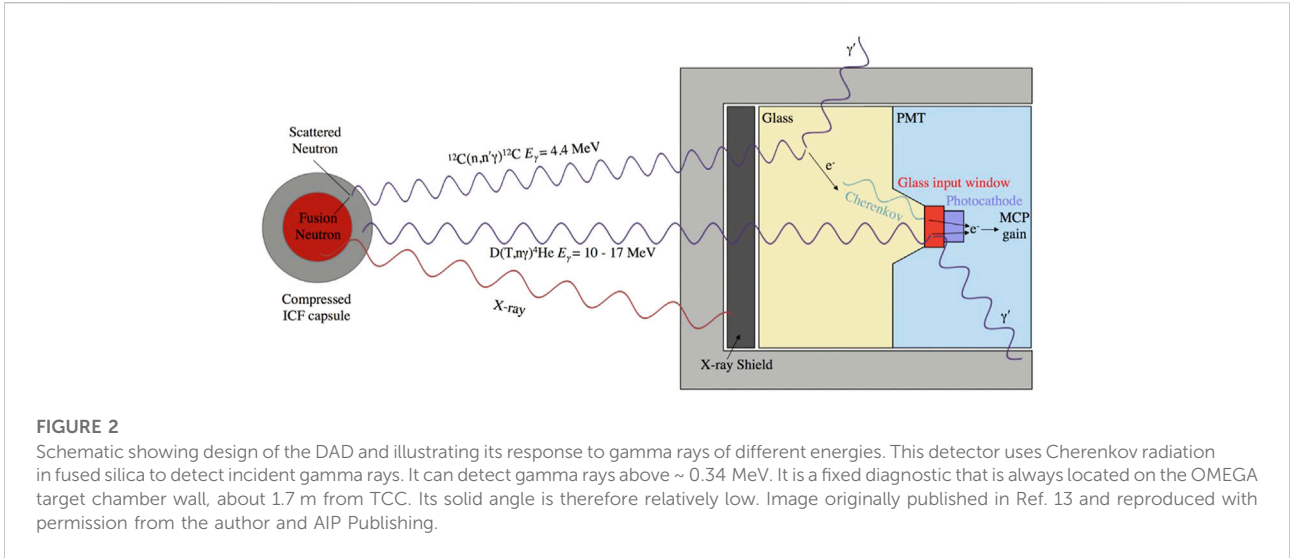 γ'
Glass
PMT
Scattered
Neutron
¹²C(n,n'γ)¹²C E_γ = 4.4 MeV
e⁻
Glass input window
Cherenkov
Photocathode
Fusion
Neutron
e⁻
MCP
gain
D(T,nγ)⁴He E_γ = 10 - 17 MeV
Compressed
ICF capsule
X-ray
γ'
X-ray Shield
FIGURE 2
Schematic showing design of the DAD and illustrating its response to gamma rays of different energies. This detector uses Cherenkov radiation
in fused silica to detect incident gamma rays. It can detect gamma rays above ~ 0.34 MeV. It is a fixed diagnostic that is always located on the OMEGA
target chamber wall, about 1.7 m from TCC. Its solid angle is therefore relatively low. Image originally published in Ref. 13 and reproduced with
permission from the author and AIP Publishing.